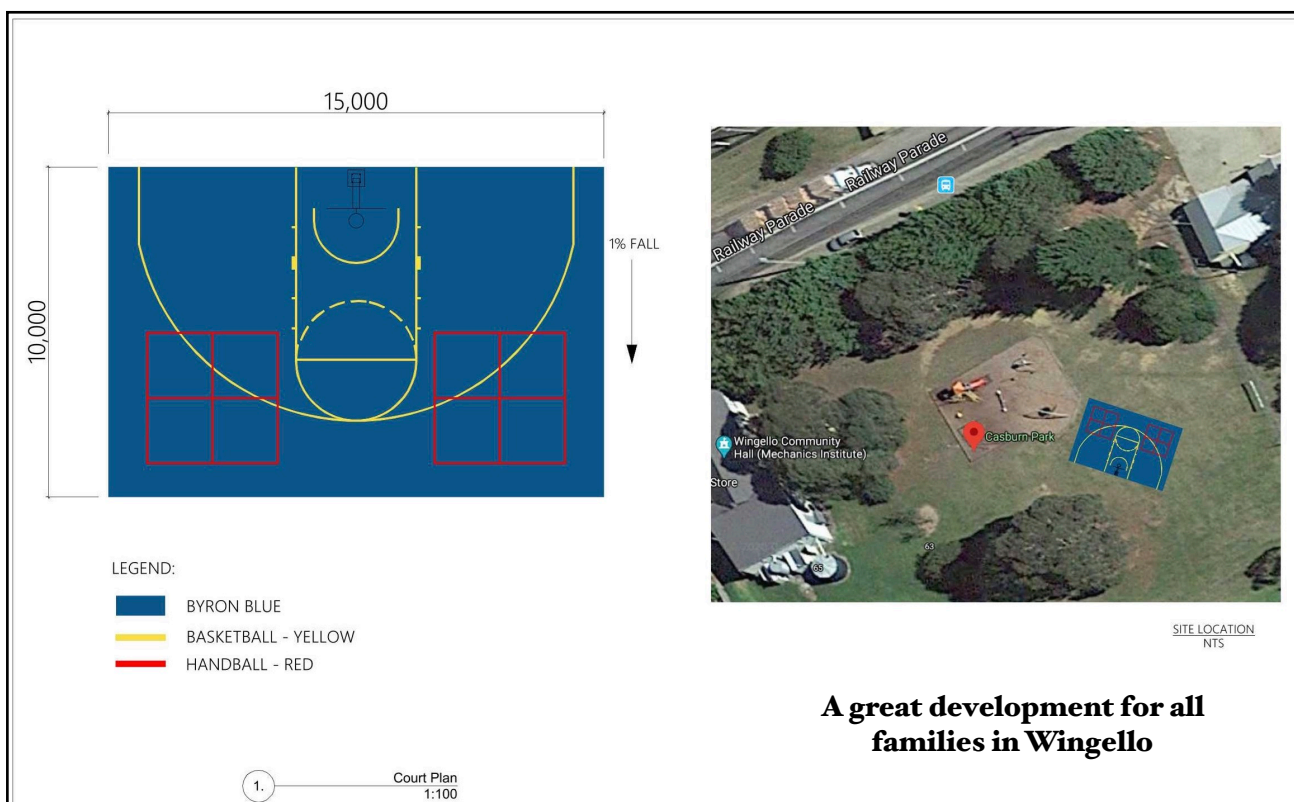 15,000
10,000
1% FALL
LEGEND:
BYRON BLUE
BASKETBALL - YELLOW
HANDBALL - RED
1.
Court Plan
1:100
Railway Parade
Railway Parade
Casburn Park
Wingello Community
Hall (Mechanics Institute)
Store
63
65
SITE LOCATION
NTS
A great development for all
families in Wingello